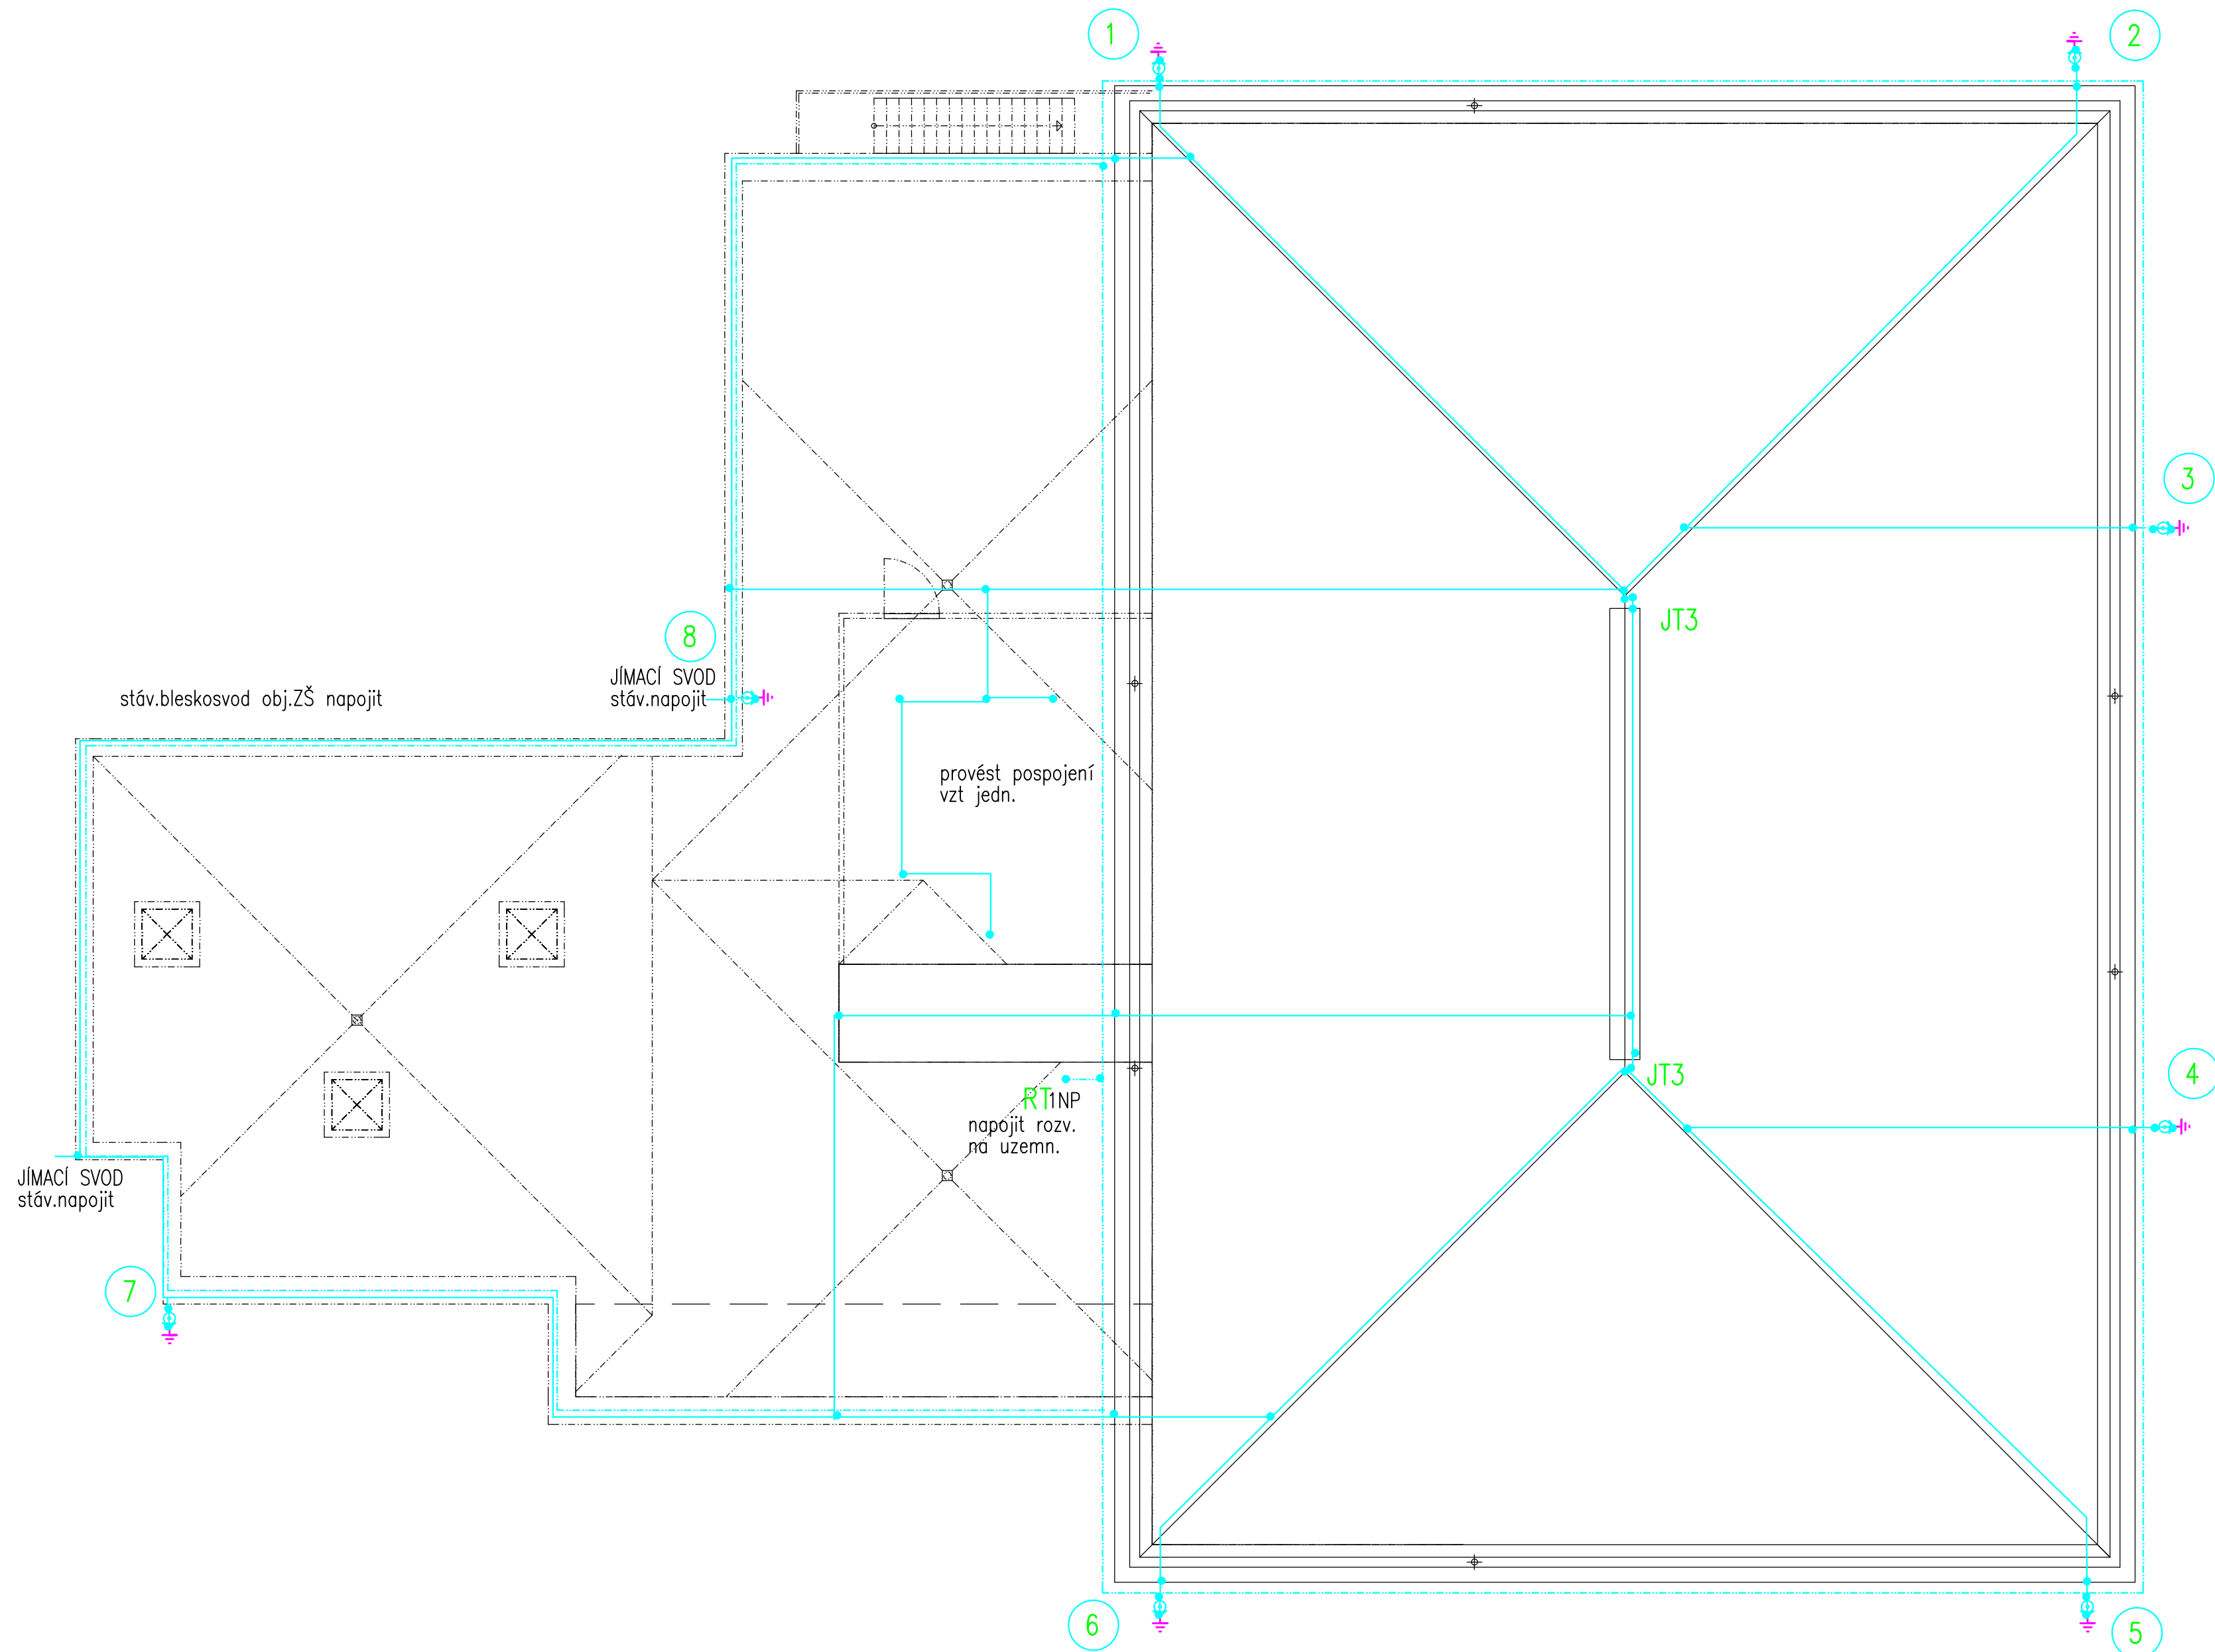 1
2
3
JT3
8
JÍMACÍ SVOD
stáv.napojit
stáv.bleskosvod obj.ZŠ napojit
provést pospojení
vzt jedn.
JT3
4
RT1NP
napojit rozv.
na uzemn.
JÍMACÍ SVOD
stáv.napojit
7
6
5